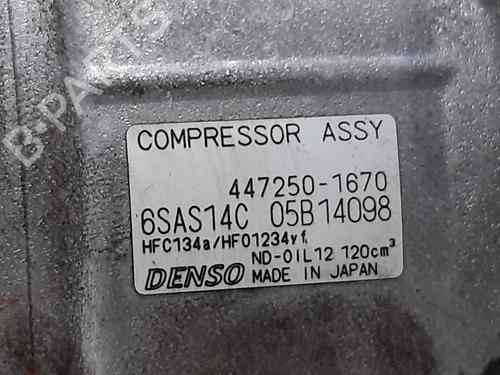 B-PARTS
COMPRESSOR ASSY
447250-1670
6SAS14C 05B14098
HFC134a/HFO1234yf
ND-OIL12 120cm³
DENSO MADE IN JAPAN